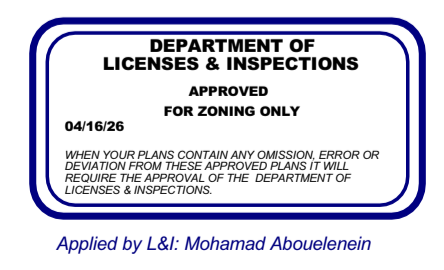 DEPARTMENT OF
LICENSES & INSPECTIONS
APPROVED
FOR ZONING ONLY
04/16/26
WHEN YOUR PLANS CONTAIN ANY OMISSION, ERROR OR
DEVIATION FROM THESE APPROVED PLANS IT WILL
REQUIRE THE APPROVAL OF THE DEPARTMENT OF
LICENSES & INSPECTIONS.
Applied by L&I: Mohamad Abouelenein